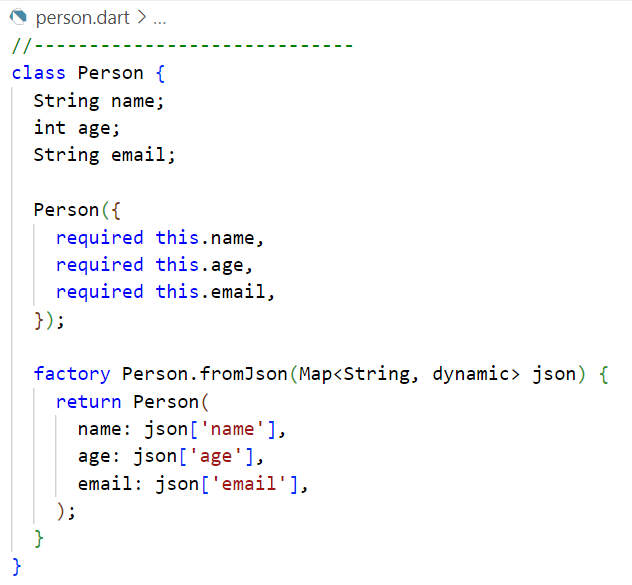 person.dart > ...
//-----------------------------
class Person {
  String name;
  int age;
  String email;

  Person({
    required this.name,
    required this.age,
    required this.email,
  });

  factory Person.fromJson(Map<String, dynamic> json) {
    return Person(
      name: json['name'],
      age: json['age'],
      email: json['email'],
    );
  }
}